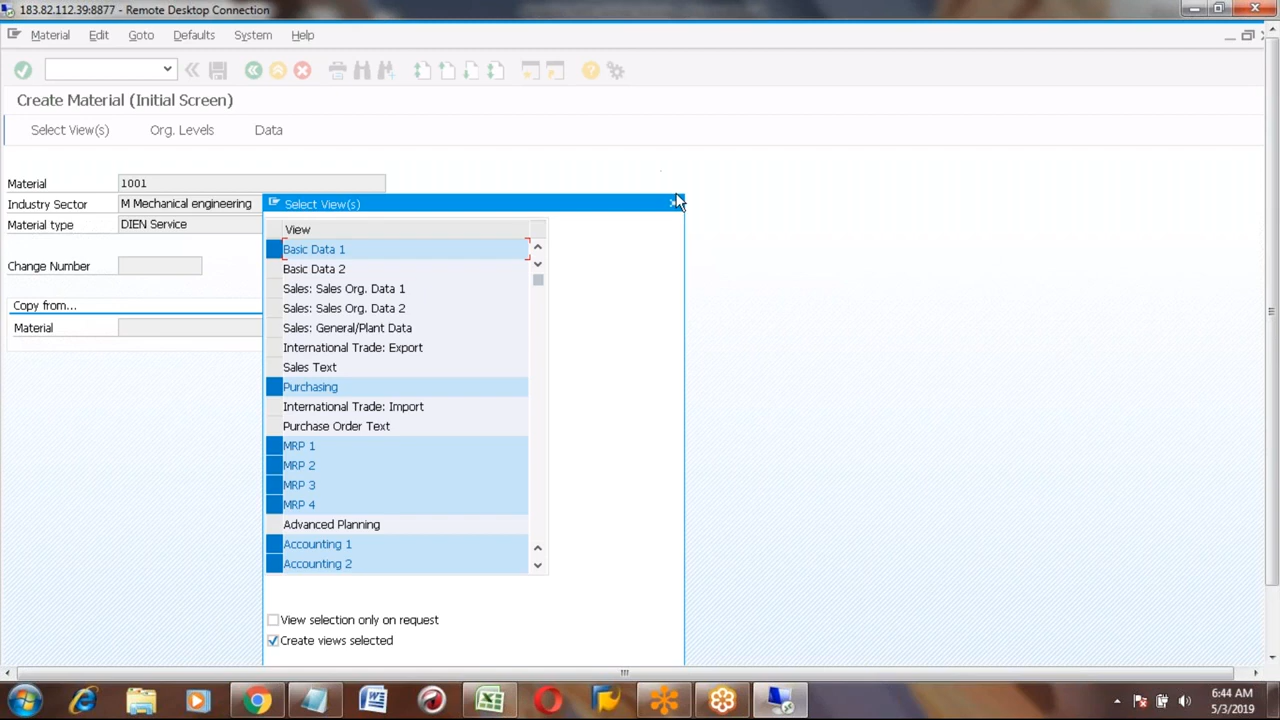 183.82.112.39:8877 - Remote Desktop Connection
Material Edit Goto Defaults System Help
Create Material (Initial Screen)
Select View(s) Org. Levels Data
Material 1001
Industry Sector M Mechanical engineering
Material type DIEN Service
Change Number
Copy from...
Material
Select View(s)
View
Basic Data 1
Basic Data 2
Sales: Sales Org. Data 1
Sales: Sales Org. Data 2
Sales: General/Plant Data
International Trade: Export
Sales Text
Purchasing
International Trade: Import
Purchase Order Text
MRP 1
MRP 2
MRP 3
MRP 4
Advanced Planning
Accounting 1
Accounting 2
View selection only on request
Create views selected
6:44 AM
5/3/2019